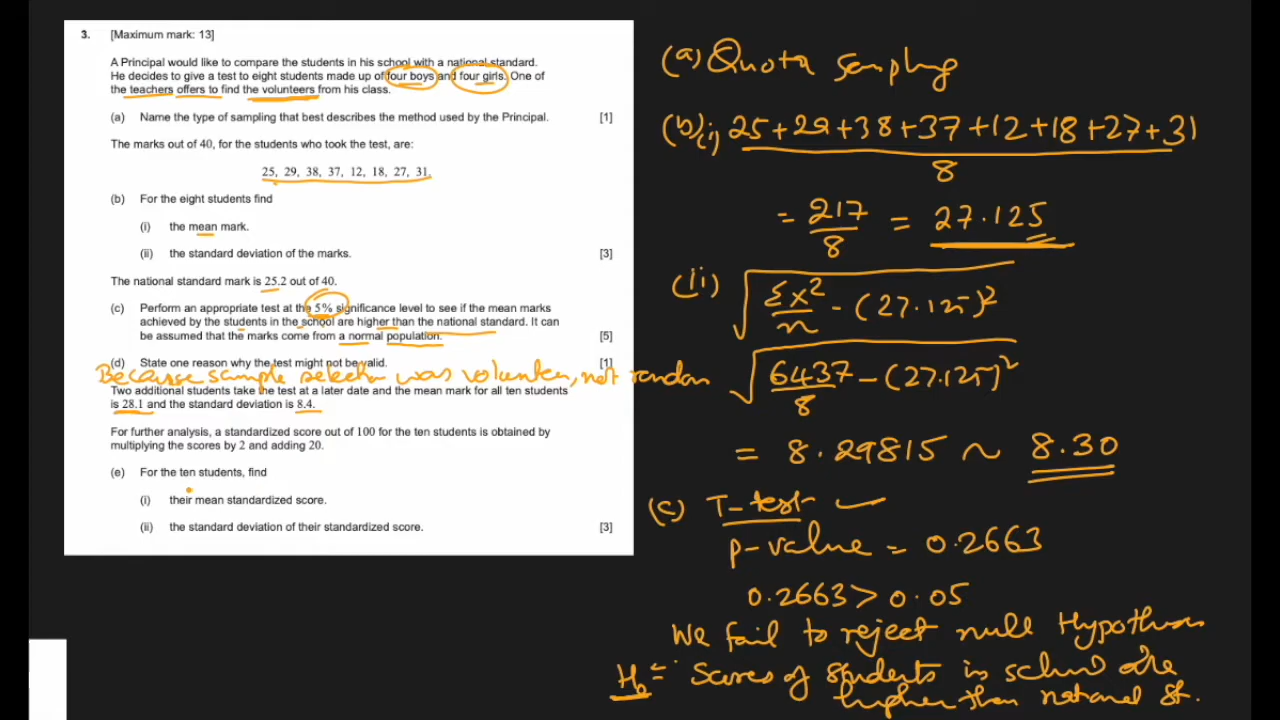 3. [Maximum mark: 13]
A Principal would like to compare the students in his school with a national standard.
He decides to give a test to eight students made up of four boys and four girls. One of
the teachers offers to find the volunteers from his class.
(a) Name the type of sampling that best describes the method used by the Principal. [1]
The marks out of 40, for the students who took the test, are:
25, 29, 38, 37, 12, 18, 27, 31.
(b) For the eight students find
(i) the mean mark.
(ii) the standard deviation of the marks. [3]
The national standard mark is 25.2 out of 40.
(c) Perform an appropriate test at the 5% significance level to see if the mean marks
achieved by the students in the school are higher than the national standard. It can
be assumed that the marks come from a normal population. [5]
(d) State one reason why the test might not be valid. [1]
Because sample selection was volunteer, not random
Two additional students take the test at a later date and the mean mark for all ten students
is 28.1 and the standard deviation is 8.4.
For further analysis, a standardized score out of 100 for the ten students is obtained by
multiplying the scores by 2 and adding 20.
(e) For the ten students, find
(i) their mean standardized score.
(ii) the standard deviation of their standardized score. [3]
(a) Quota sampling
(b)(i) 25+29+38+37+12+18+27+31
8
= 217/8 = 27.125
(ii) √Σx²/n - (27.125)²
√6437/8 - (27.125)²
= 8.29815 ~ 8.30
(c) T-test ✓
p-value = 0.2663
0.2663 > 0.05
We fail to reject null Hypothesis
H₀ = Scores of students in school are
higher than national st.